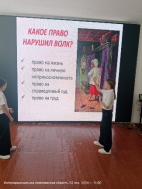 КАКОЕ ПРАВО
НАРУШИЛ ВОЛК?
✓ право на жизнь
✓ право на личную
неприкосновенность
✓ право на
справедливый суд
✓ право на труд